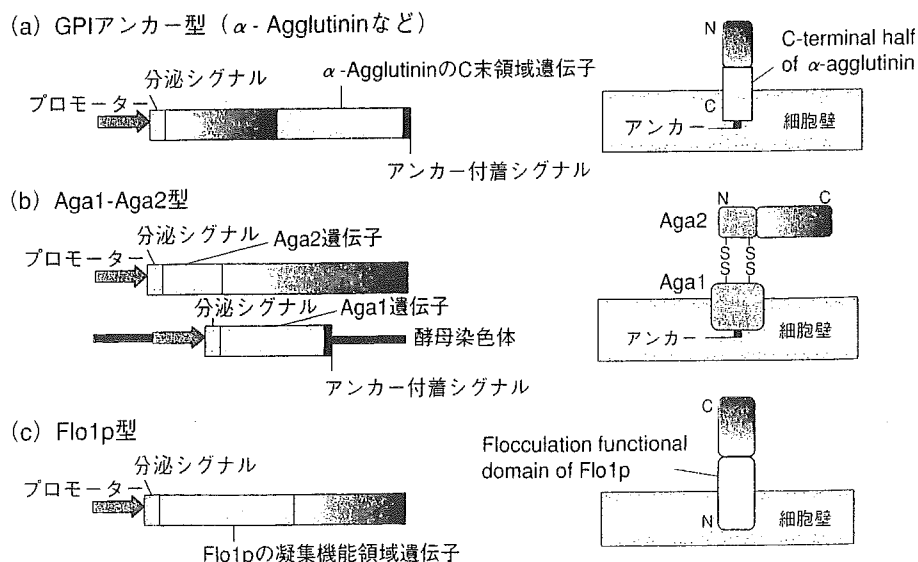 (a) GPIアンカー型（α-Agglutininなど）
分泌シグナル
α-AgglutininのC末領域遺伝子
プロモーター
アンカー付着シグナル
N
C-terminal half
of α-agglutinin
C
アンカー
細胞壁
(b) Aga1-Aga2型
分泌シグナル
Aga2遺伝子
プロモーター
分泌シグナル
Aga1遺伝子
酵母染色体
アンカー付着シグナル
N
C
Aga2
S S
S S
Aga1
アンカー
細胞壁
(c) Flo1p型
分泌シグナル
プロモーター
Flo1pの凝集機能領域遺伝子
C
Flocculation functional
domain of Flo1p
N
細胞壁